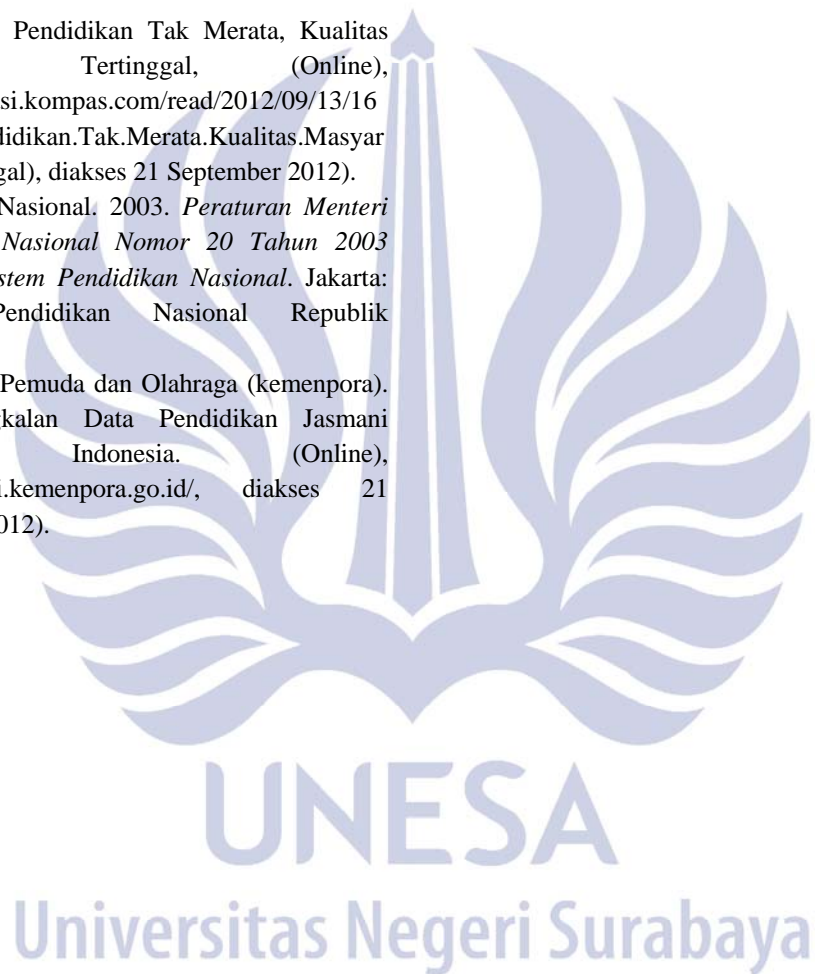 Pendidikan Tak Merata, Kualitas
Tertinggal, (Online),
si.kompas.com/read/2012/09/13/16
didikan.Tak.Merata.Kualitas.Masyar
gal), diakses 21 September 2012).
Nasional. 2003. Peraturan Menteri
Nasional Nomor 20 Tahun 2003
stem Pendidikan Nasional. Jakarta:
Pendidikan Nasional Republik
Pemuda dan Olahraga (kemenpora).
gkalan Data Pendidikan Jasmani
Indonesia. (Online),
i.kemenpora.go.id/, diakses 21
012).
UNESA
Universitas Negeri Surabaya